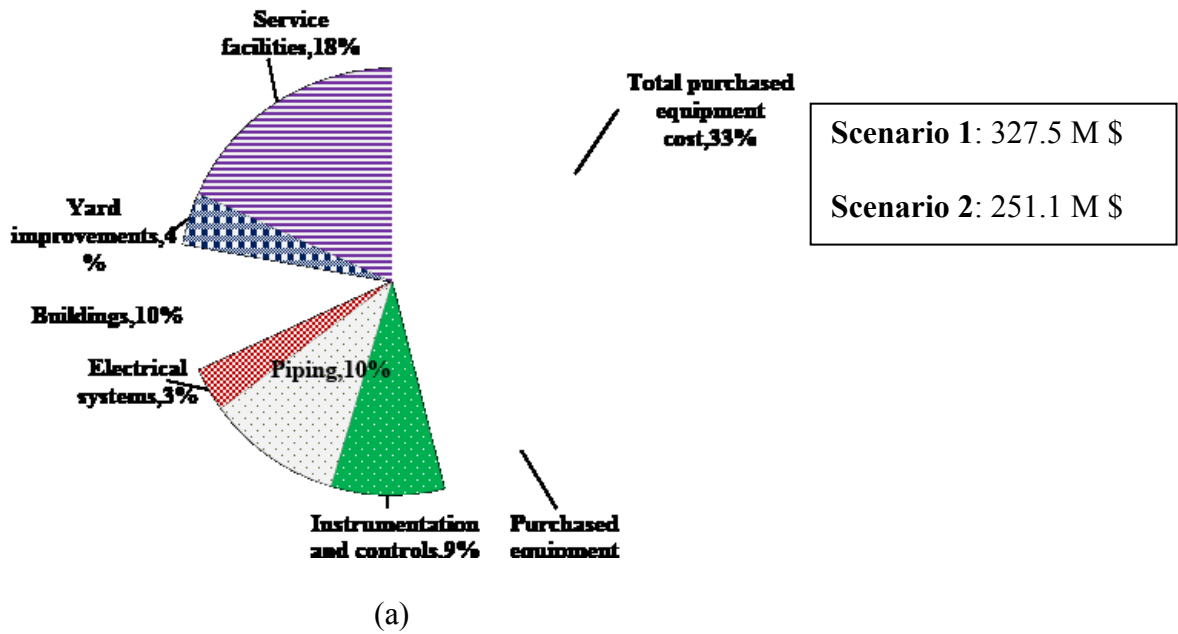 Service
facilities,18%
Total purchased
equipment
cost,33%
Scenario 1: 327.5 M $
Scenario 2: 251.1 M $
Yard
improvements,4
%
Buildings,10%
Electrical
systems,3%
Piping,10%
Instrumentation
and controls,9%
Purchased
equipment
(a)